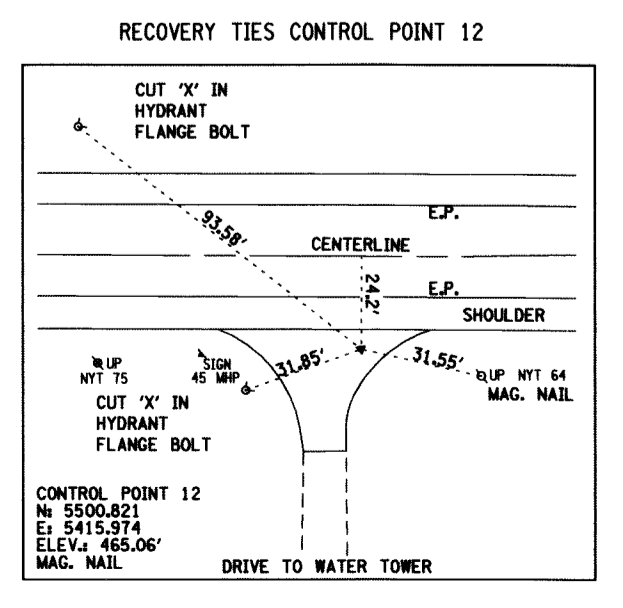 RECOVERY TIES CONTROL POINT 12
CUT 'X' IN
HYDRANT
FLANGE BOLT
E.P.
93.58'
CENTERLINE
24.2'
E.P.
SHOULDER
UP
NYT 75
SIGN
45 MHP
31.85'
31.55'
UP NYT 64
MAG. NAIL
CUT 'X' IN
HYDRANT
FLANGE BOLT
CONTROL POINT 12
N: 5500.821
E: 5415.974
ELEV.: 465.06'
MAG. NAIL
DRIVE TO WATER TOWER